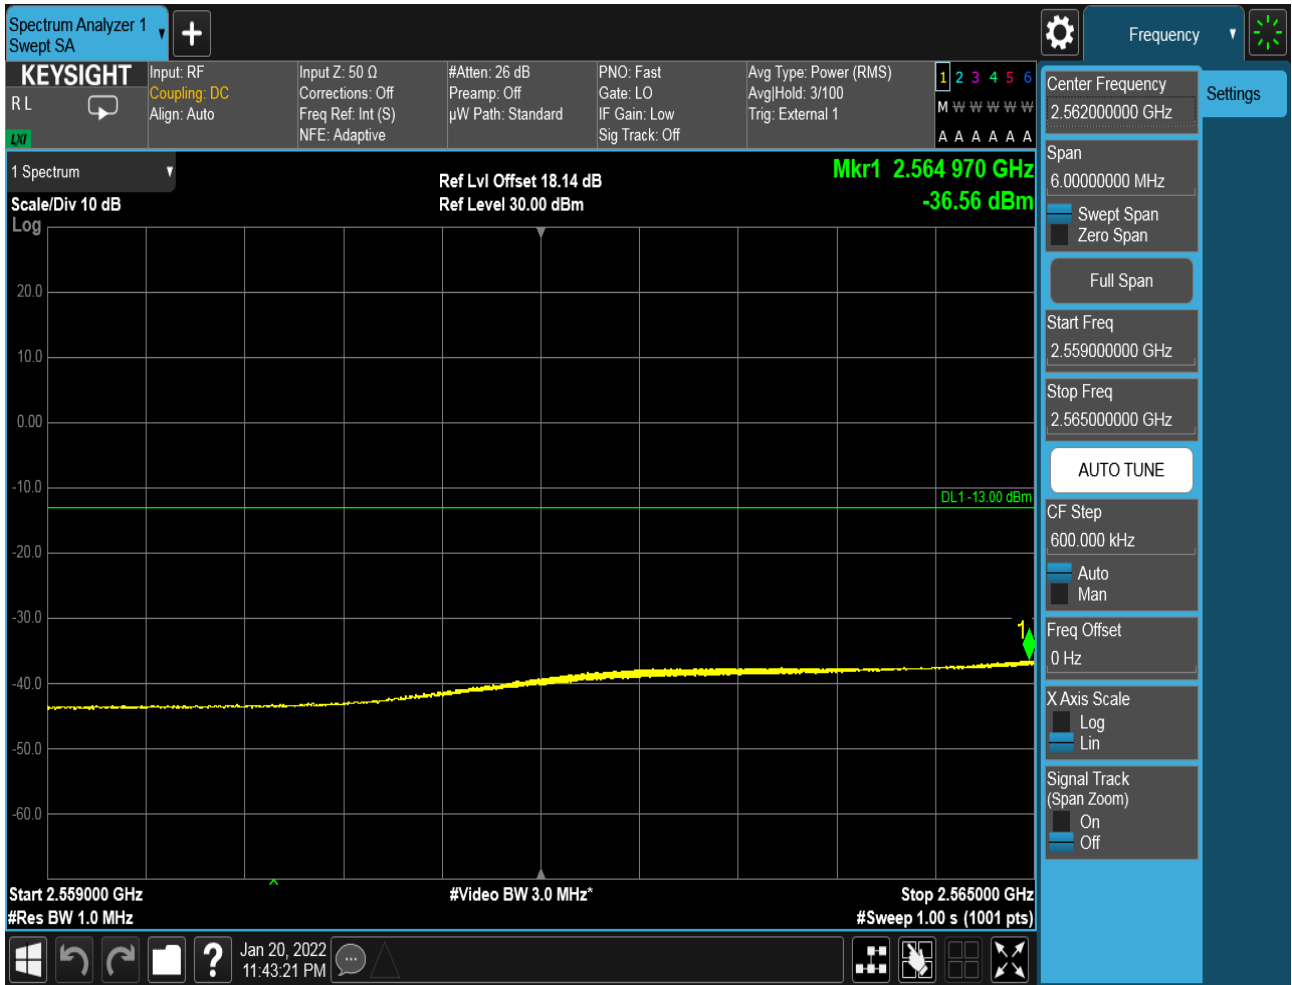 Spectrum Analyzer 1
Swept SA
Frequency
KEYSIGHT
R L
LXI
Input: RF
Coupling: DC
Align: Auto
Input Z: 50 Ω
Corrections: Off
Freq Ref: Int (S)
NFE: Adaptive
#Atten: 26 dB
Preamp: Off
µW Path: Standard
PNO: Fast
Gate: LO
IF Gain: Low
Sig Track: Off
Avg Type: Power (RMS)
Avg|Hold: 3/100
Trig: External 1
1 2 3 4 5 6
M W W W W W
A A A A A A
1 Spectrum
Scale/Div 10 dB
Log
Ref Lvl Offset 18.14 dB
Ref Level 30.00 dBm
Mkr1 2.564 970 GHz
-36.56 dBm
20.0
10.0
0.00
-10.0
DL1 -13.00 dBm
-20.0
-30.0
1
-40.0
-50.0
-60.0
Start 2.559000 GHz
#Video BW 3.0 MHz*
Stop 2.565000 GHz
#Res BW 1.0 MHz
#Sweep 1.00 s (1001 pts)
?
Jan 20, 2022
11:43:21 PM
Center Frequency
2.562000000 GHz
Settings
Span
6.00000000 MHz
Swept Span
Zero Span
Full Span
Start Freq
2.559000000 GHz
Stop Freq
2.565000000 GHz
AUTO TUNE
CF Step
600.000 kHz
Auto
Man
Freq Offset
0 Hz
X Axis Scale
Log
Lin
Signal Track
(Span Zoom)
On
Off